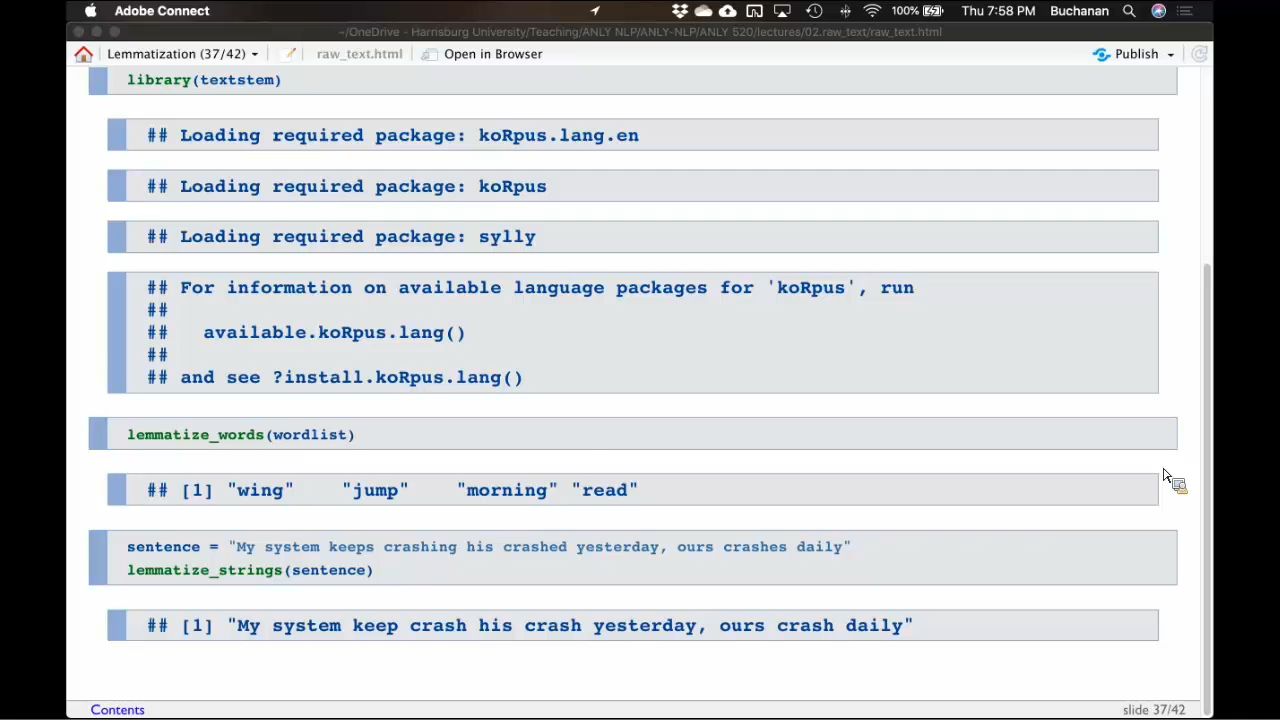 Adobe Connect
100%
Thu 7:58 PM
Buchanan
~/OneDrive - Harrisburg University/Teaching/ANLY NLP/ANLY-NLP/ANLY 520/lectures/02.raw_text/raw_text.html
Lemmatization (37/42)
raw_text.html
Open in Browser
Publish
library(textstem)
## Loading required package: koRpus.lang.en
## Loading required package: koRpus
## Loading required package: sylly
## For information on available language packages for 'koRpus', run
##
## available.koRpus.lang()
##
## and see ?install.koRpus.lang()
lemmatize_words(wordlist)
## [1] "wing" "jump" "morning" "read"
sentence = "My system keeps crashing his crashed yesterday, ours crashes daily"
lemmatize_strings(sentence)
## [1] "My system keep crash his crash yesterday, ours crash daily"
Contents
slide 37/42